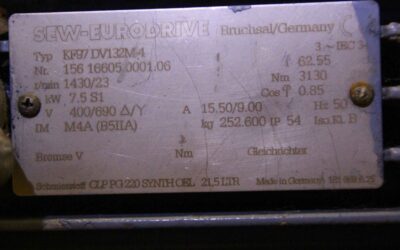 SEW-EURODRIVE Bruchsal/Germany
Typ KF97 DV132M-4 3 ~ IEC 34
Nr. 156 16605 0001.06 i 62.55
r/min 1430/23 Nm 3130
kW 7.5 S1 Cos φ 0.85
V 400/690 Δ/Y A 15.50/9.00 Hz 50
IM M4A (B5IIA) kg 252.600 IP 54 Iso.Kl. B
Bremse V Nm Gleichrichter
Schmierstoff CLP PG 220 SYNTH OEL 21,5 LTR Made in Germany